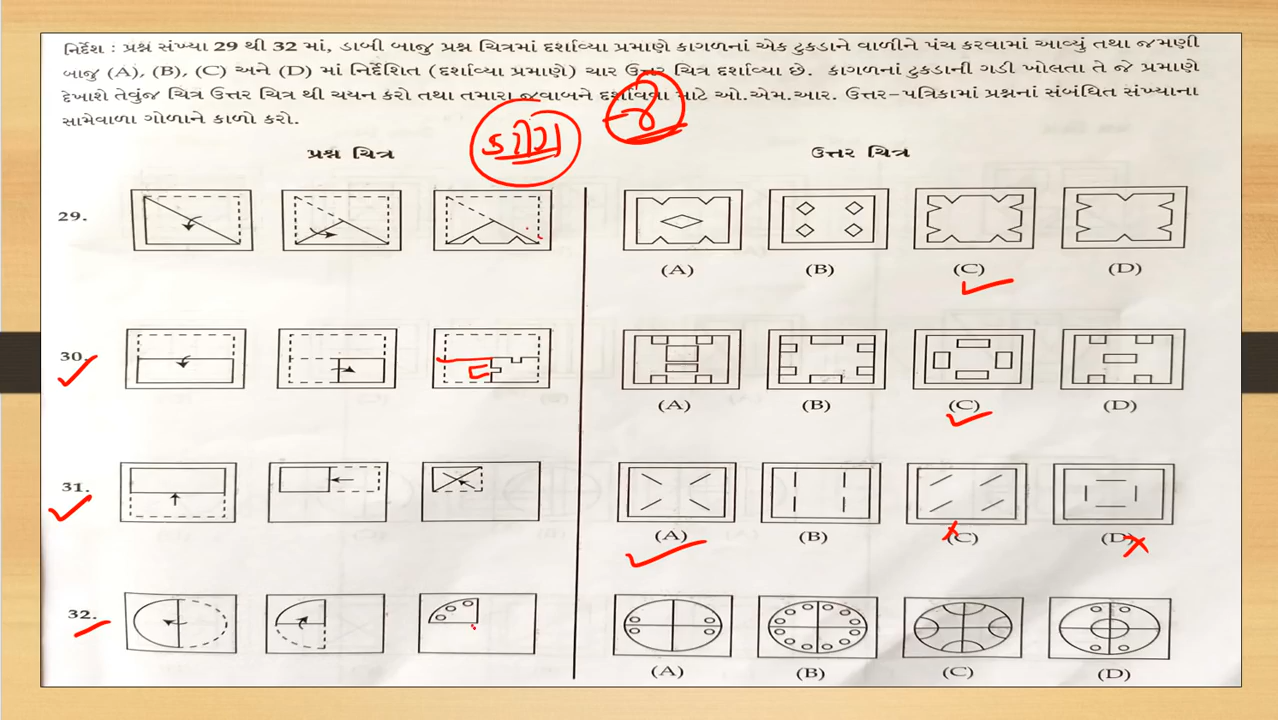 નિર્દેશ : પ્રશ્ન સંખ્યા 29 થી 32 માં, ડાબી બાજુ પ્રશ્ન ચિત્રમાં દર્શાવ્યા પ્રમાણે કાગળનાં એક ટુકડાને વાળીને પંચ કરવામાં આવ્યું તથા જમણી
બાજુ (A), (B), (C) અને (D) માં નિર્દેશિત (દર્શાવ્યા પ્રમાણે) ચાર ઉત્તર ચિત્ર દર્શાવ્યા છે. કાગળનાં ટુકડાની ગડી ખોલતા તે જે પ્રમાણે
દેખાશે તેવુંજ ચિત્ર ઉત્તર ચિત્ર થી ચયન કરો તથા તમારા જવાબને દર્શાવવા માટે ઓ.એમ.આર. ઉત્તર-પત્રિકામાં પ્રશ્નનાં સંબંધિત સંખ્યાના
સામેવાળા ગોળાને કાળો કરો.
પ્રશ્ન ચિત્ર ઉત્તર ચિત્ર
29.
(A) (B) (C) (D)
30.
(A) (B) (C) (D)
31.
(A) (B) (C) (D)
32.
(A) (B) (C) (D)